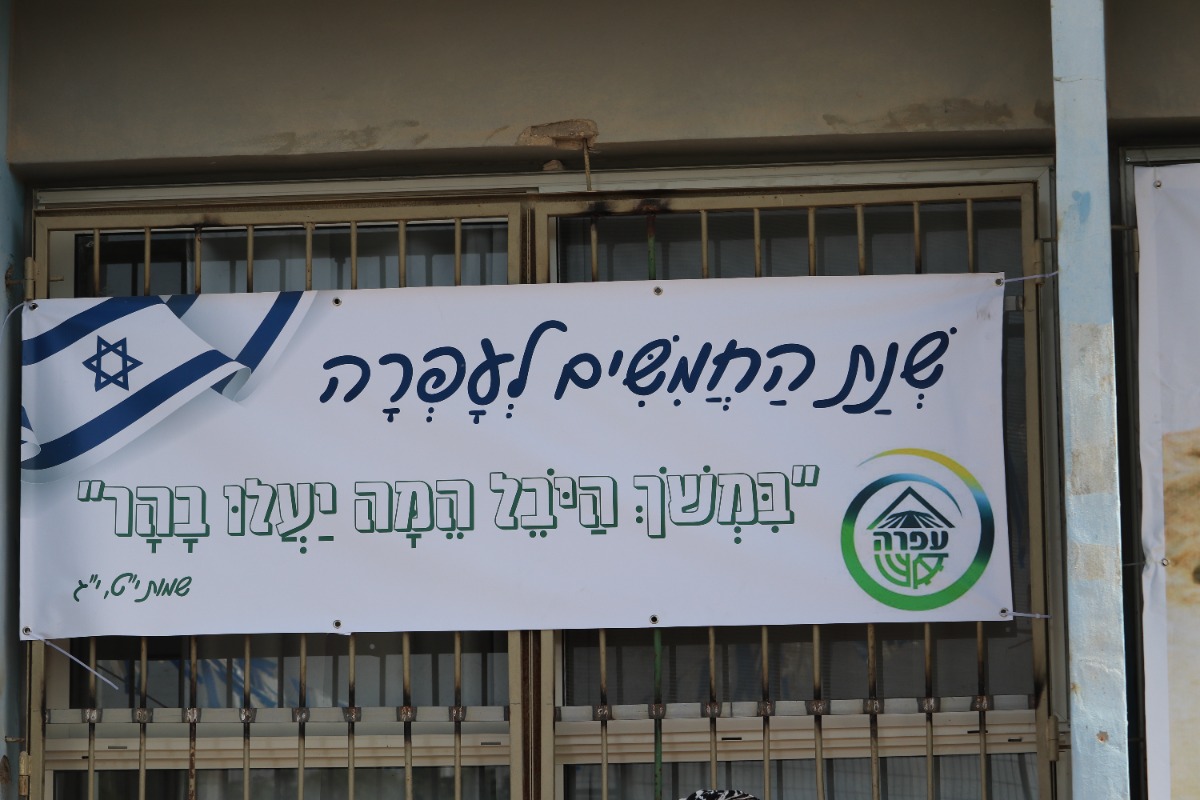 שְׁנַת הַחֲמִשִּׁים לְעָפְרָה
"בִּמְשֹׁךְ הַיֹּבֵל הֵמָּה יַעֲלוּ בָהָר"
שמות י"ט, י"ג
עפרה